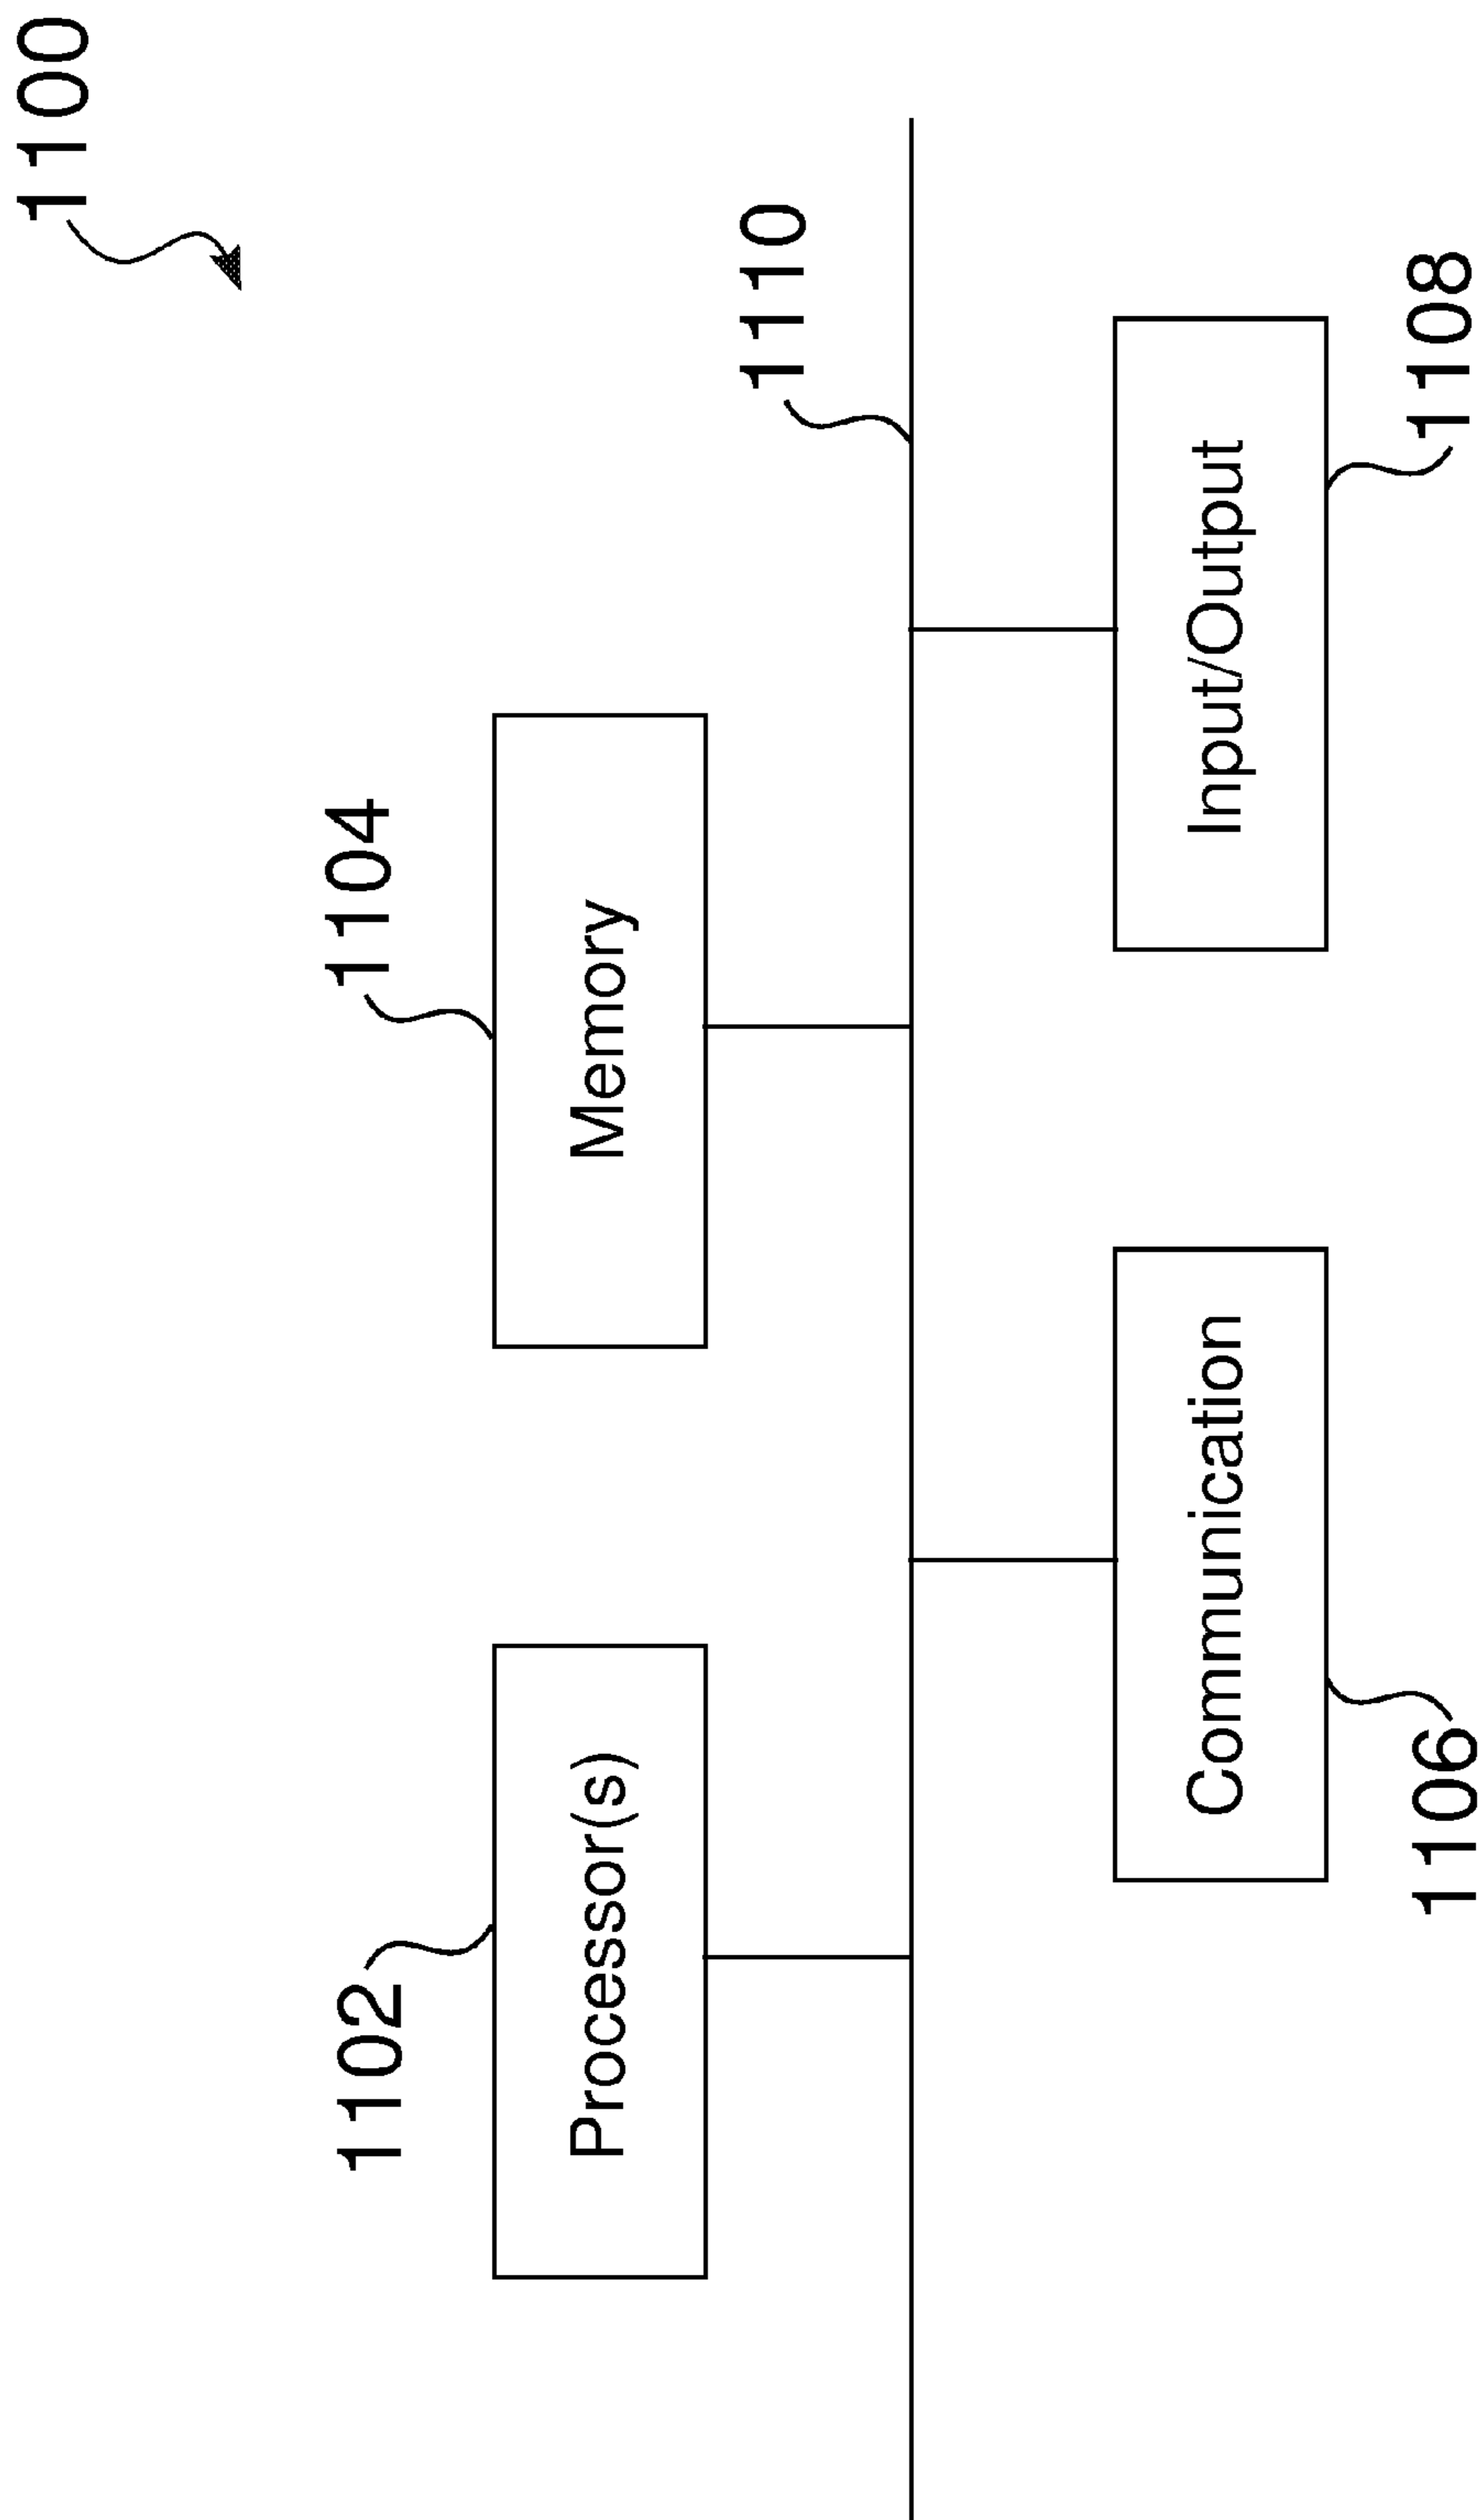 1100
1102
Processor(s)
1104
Memory
1110
Communication
1106
Input/Output
1108